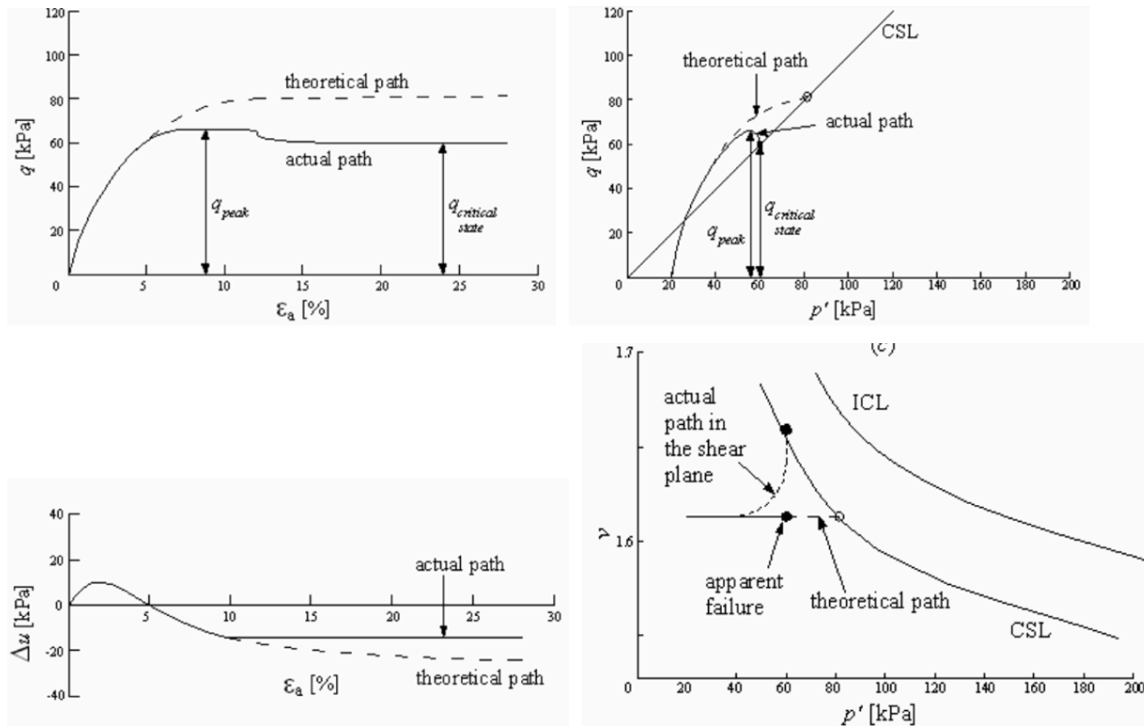 120
100
80
60
40
20
0
q [kPa]
theoretical path
actual path
q peak
q critical state
0
5
10
15
20
25
30
εa [%]
120
100
80
60
40
20
0
q [kPa]
CSL
theoretical path
actual path
q peak
q critical state
0
20
40
60
80
100
120
140
160
180
200
p' [kPa]
40
20
0
-20
-40
Δu [kPa]
0
5
10
15
20
25
30
actual path
theoretical path
εa [%]
(c)
1.7
1.6
0
v
actual
path in
the shear
plane
ICL
apparent
failure
theoretical path
CSL
20
40
60
80
100
120
140
160
180
200
p' [kPa]